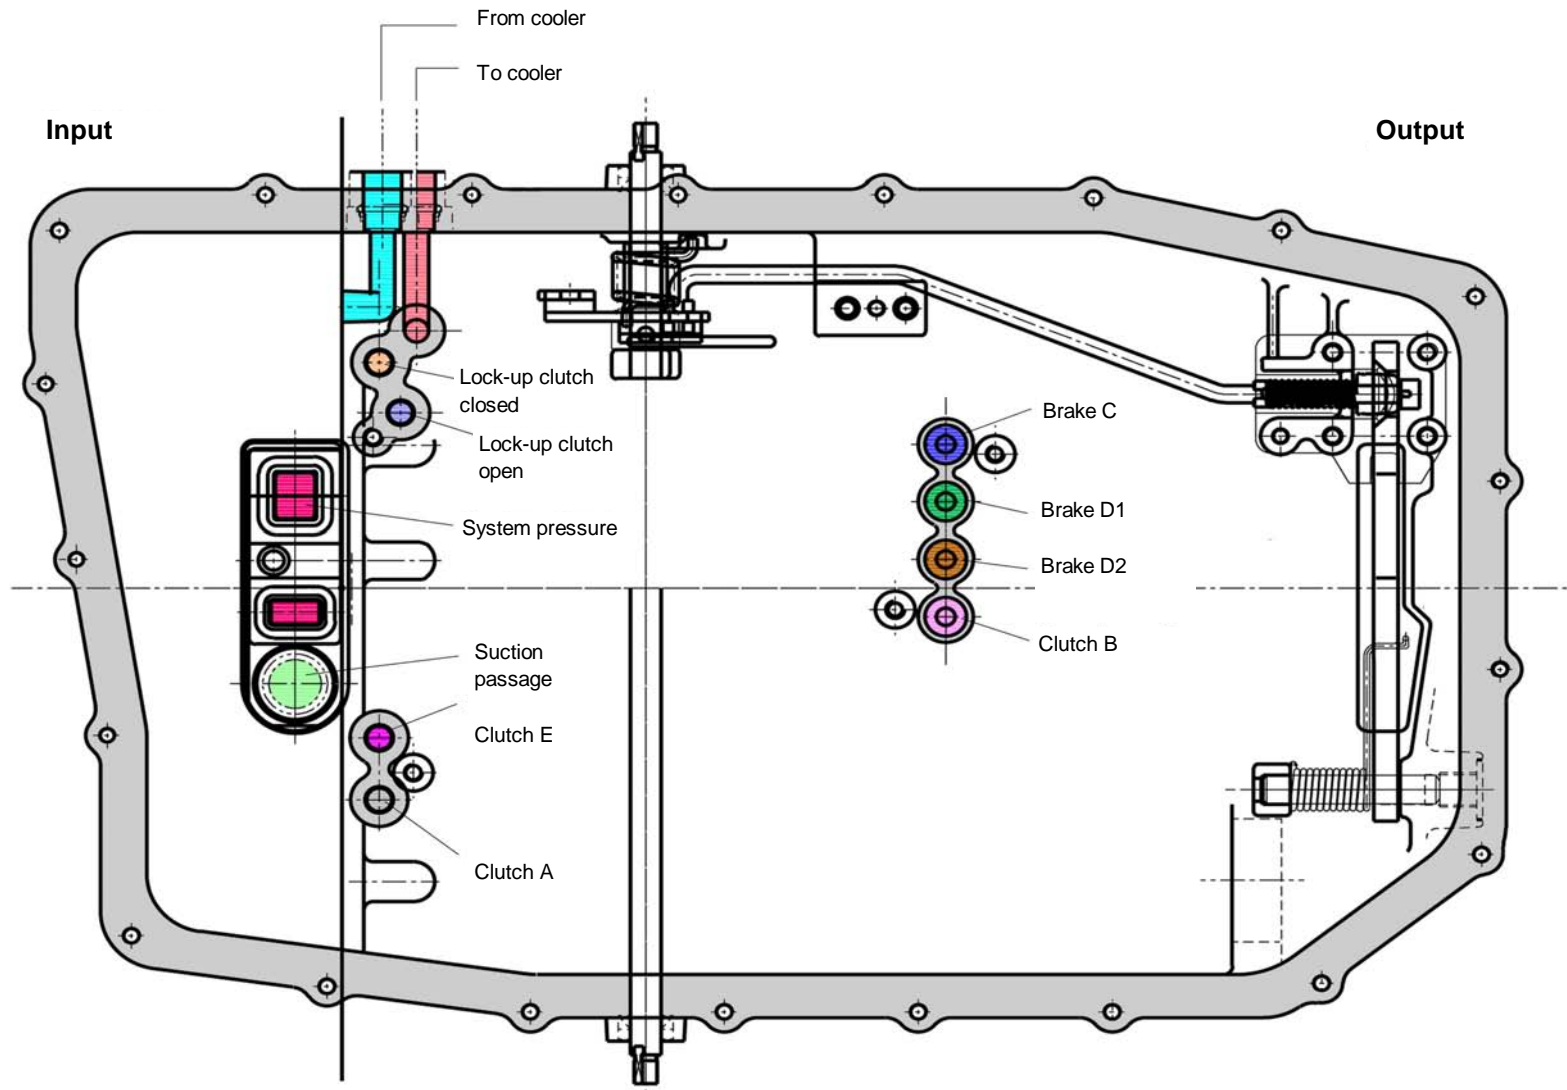 From cooler
To cooler
Input
Output
Lock-up clutch
closed
Brake C
Lock-up clutch
open
Brake D1
System pressure
Brake D2
Clutch B
Suction
passage
Clutch E
Clutch A